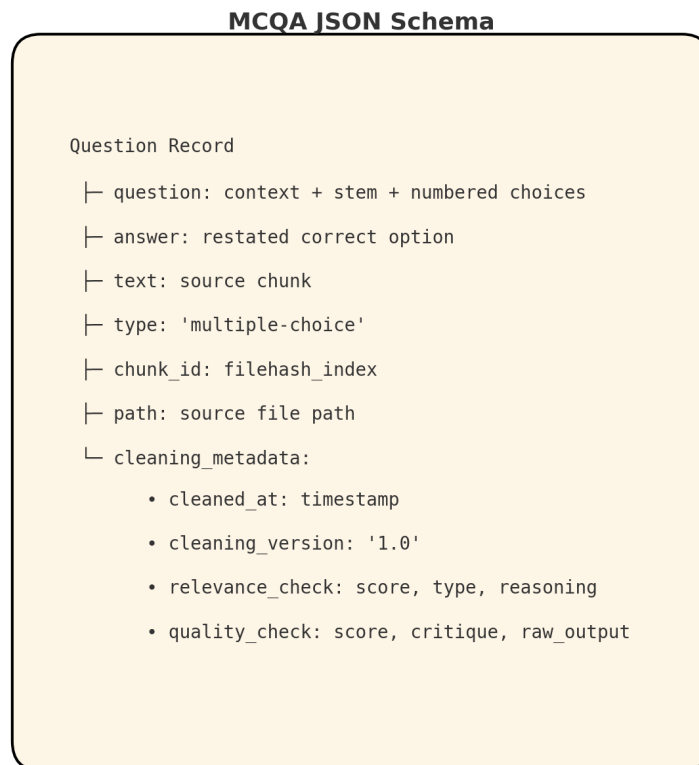 MCQA JSON Schema
Question Record
├─ question: context + stem + numbered choices
├─ answer: restated correct option
├─ text: source chunk
├─ type: 'multiple-choice'
├─ chunk_id: filehash_index
├─ path: source file path
└─ cleaning_metadata:
• cleaned_at: timestamp
• cleaning_version: '1.0'
• relevance_check: score, type, reasoning
• quality_check: score, critique, raw_output